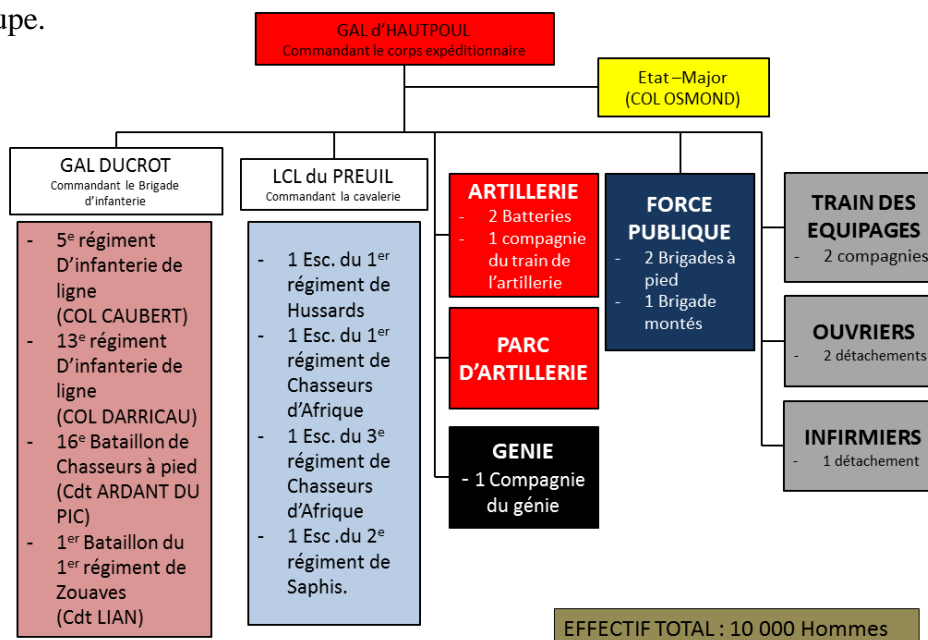 upe.
GAL d'HAUTPOUL
Commandant le corps expéditionnaire
Etat –Major
(COL OSMOND)
GAL DUCROT
Commandant le Brigade
d'infanterie
- 5e régiment
D'infanterie de
ligne
(COL CAUBERT)
- 13e régiment
D'infanterie de
ligne
(COL DARRICAU)
- 16e Bataillon de
Chasseurs à pied
(Cdt ARDANT DU
PIC)
- 1er Bataillon du
1er régiment de
Zouaves
(Cdt LIAN)
LCL du PREUIL
Commandant la cavalerie
- 1 Esc. du 1er
régiment de
Hussards
- 1 Esc. du 1er
régiment de
Chasseurs
d'Afrique
- 1 Esc. du 3e
régiment de
Chasseurs
d'Afrique
- 1 Esc .du 2e
régiment de
Saphis.
ARTILLERIE
- 2 Batteries
- 1 compagnie
du train de
l'artillerie
PARC
D'ARTILLERIE
GENIE
- 1 Compagnie
du génie
FORCE
PUBLIQUE
- 2 Brigades à
pied
- 1 Brigade
montés
TRAIN DES
EQUIPAGES
- 2 compagnies
OUVRIERS
- 2 détachements
INFIRMIERS
- 1 détachement
EFFECTIF TOTAL : 10 000 Hommes